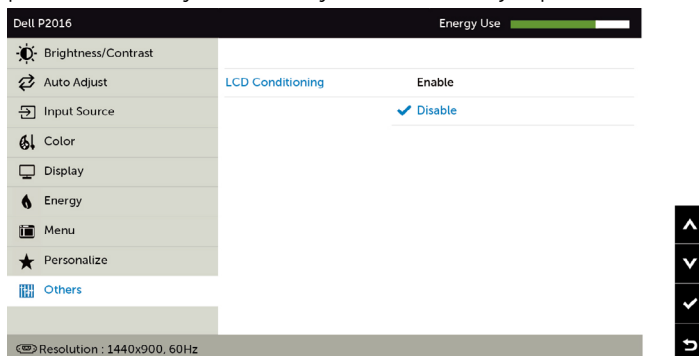 Dell P2016
Energy Use
Brightness/Contrast
Auto Adjust
LCD Conditioning
Enable
Input Source
Disable
Color
Display
Energy
Menu
Personalize
Others
Resolution : 1440x900, 60Hz